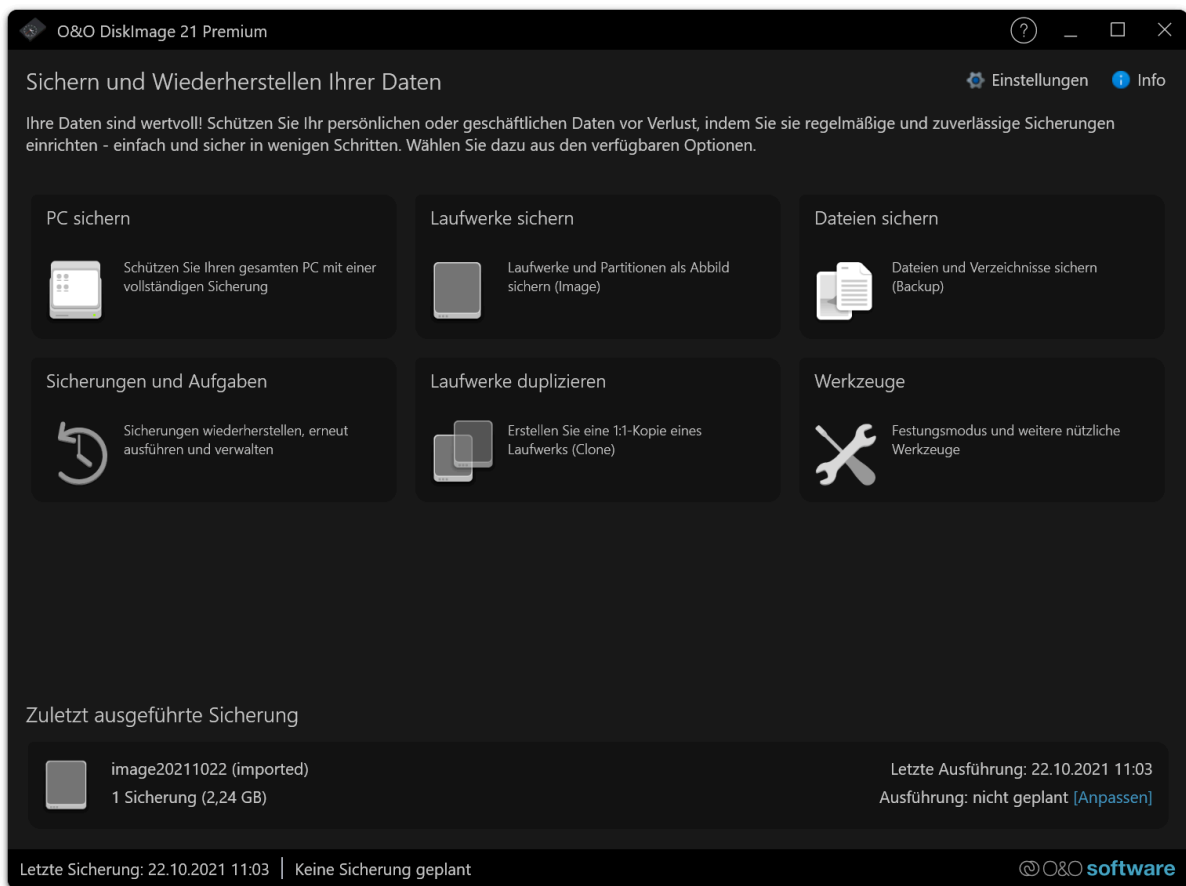 O&O DiskImage 21 Premium
?
Sichern und Wiederherstellen Ihrer Daten
Einstellungen
Info
Ihre Daten sind wertvoll! Schützen Sie Ihr persönlichen oder geschäftlichen Daten vor Verlust, indem Sie sie regelmäßige und zuverlässige Sicherungen
einrichten - einfach und sicher in wenigen Schritten. Wählen Sie dazu aus den verfügbaren Optionen.
PC sichern
Schützen Sie Ihren gesamten PC mit einer
vollständigen Sicherung
Laufwerke sichern
Laufwerke und Partitionen als Abbild
sichern (Image)
Dateien sichern
Dateien und Verzeichnisse sichern
(Backup)
Sicherungen und Aufgaben
Sicherungen wiederherstellen, erneut
ausführen und verwalten
Laufwerke duplizieren
Erstellen Sie eine 1:1-Kopie eines
Laufwerks (Clone)
Werkzeuge
Festungsmodus und weitere nützliche
Werkzeuge
Zuletzt ausgeführte Sicherung
image20211022 (imported)
1 Sicherung (2,24 GB)
Letzte Ausführung: 22.10.2021 11:03
Ausführung: nicht geplant [Anpassen]
Letzte Sicherung: 22.10.2021 11:03 | Keine Sicherung geplant
O&O software